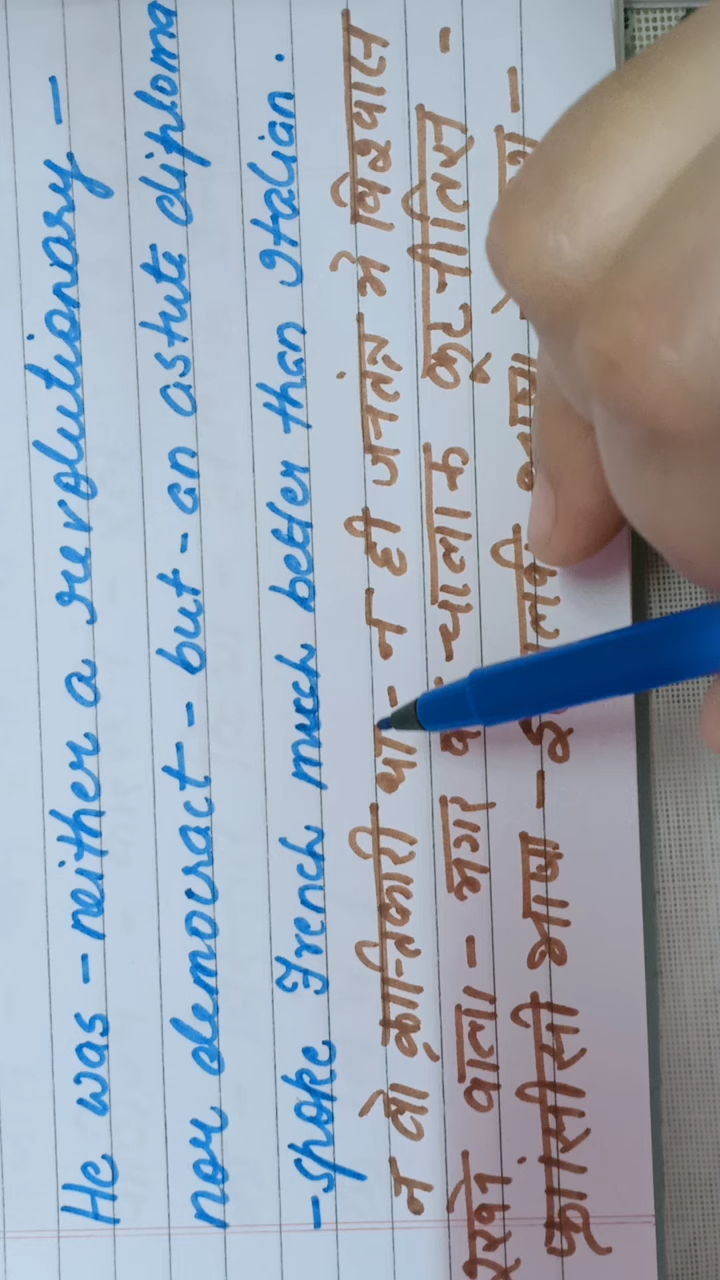 He was - neither a revolutionary -
nor democract - but - an astute diploma
- spoke French much better than Italian.
न वो क्रान्तिकारी था - न ही जनतंत्र मे विश्वास
रखने वाला - मगर चालाक कूटनीतिज्ञ -
फ्रांसीसी भाषा -